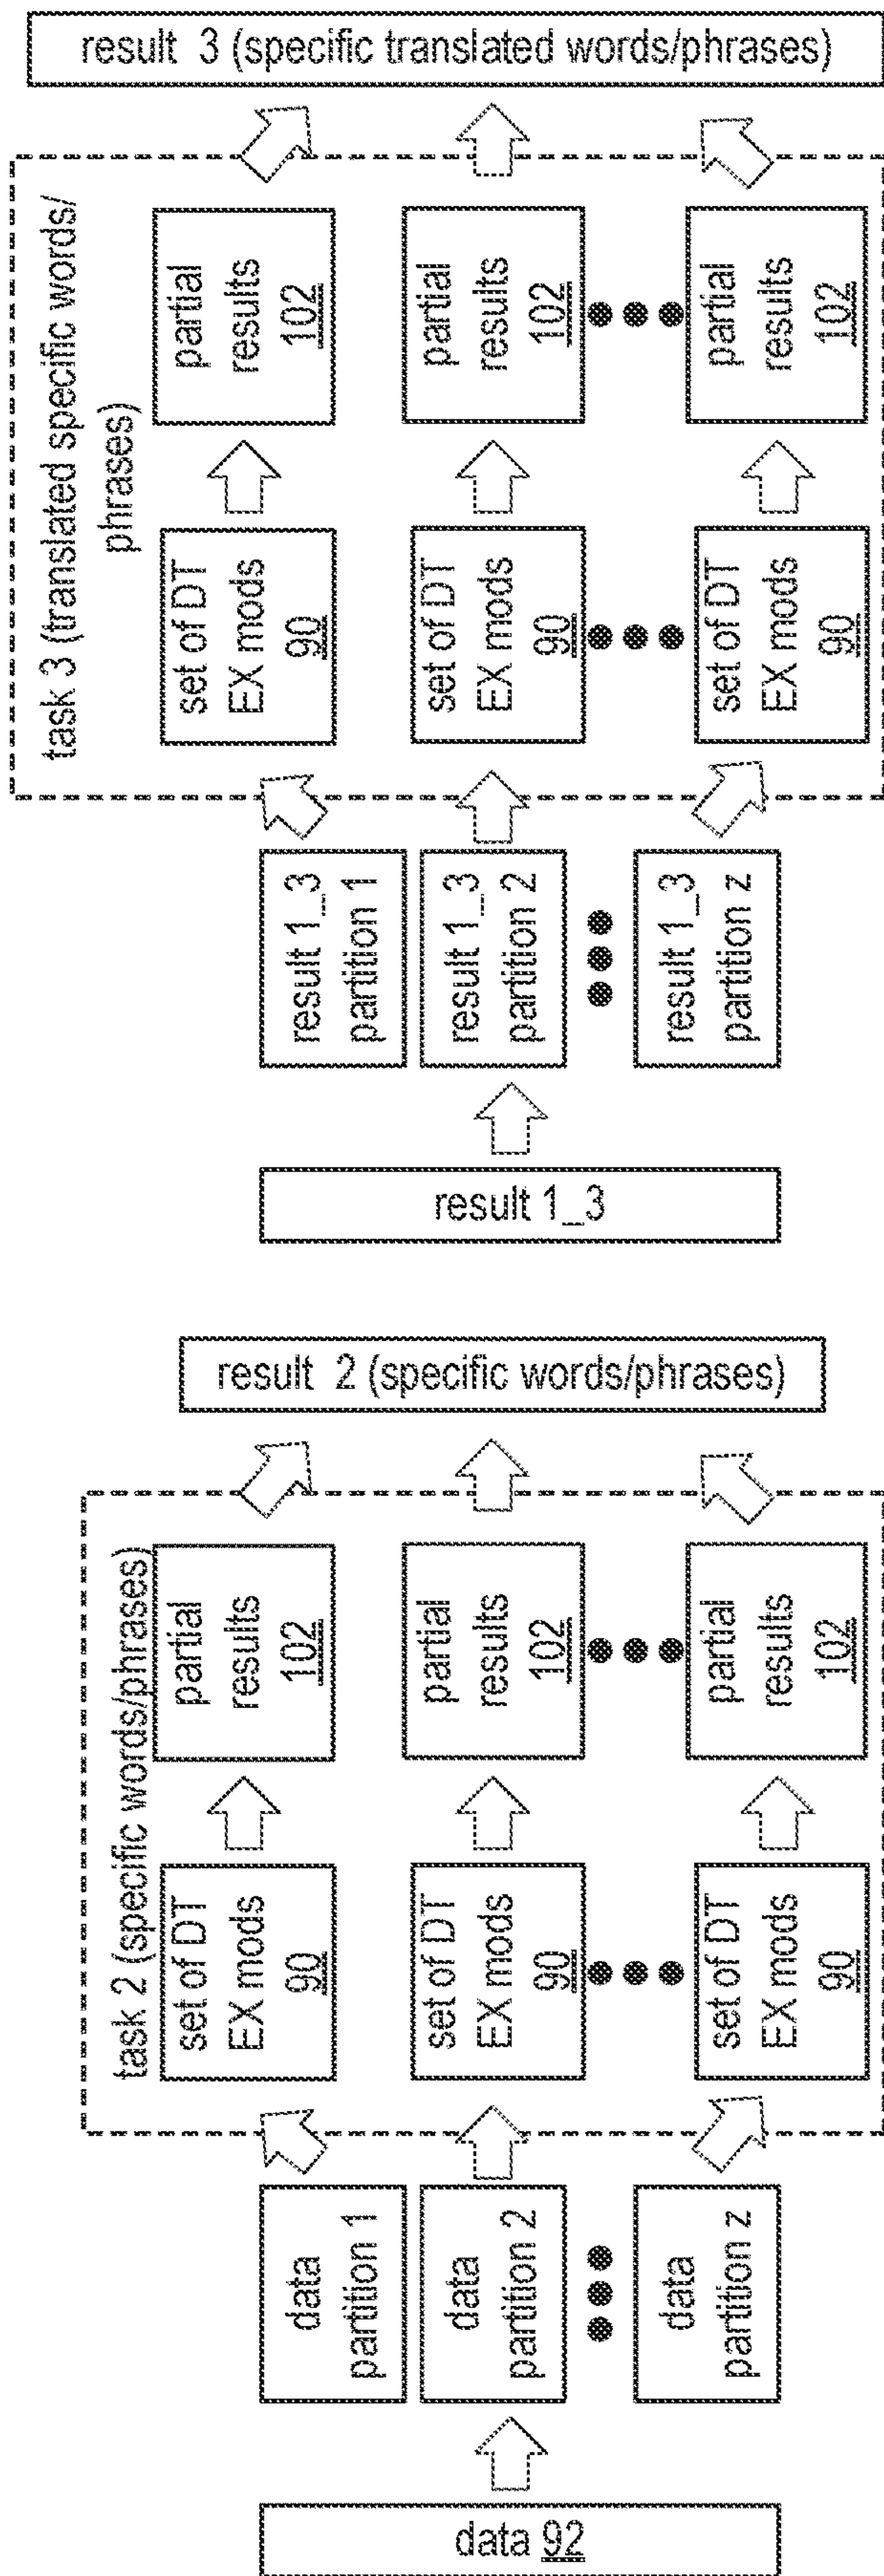 data 92
data
partition 1
data
partition 2
data
partition z
task 2 (specific words/phrases)
set of DT
EX mods
90
set of DT
EX mods
90
set of DT
EX mods
90
partial
results
102
partial
results
102
partial
results
102
result 2 (specific words/phrases)
result 1_3
result 1_3
partition 1
result 1_3
partition 2
result 1_3
partition z
task 3 (translated specific words/
phrases)
set of DT
EX mods
90
set of DT
EX mods
90
set of DT
EX mods
90
partial
results
102
partial
results
102
partial
results
102
result 3 (specific translated words/phrases)